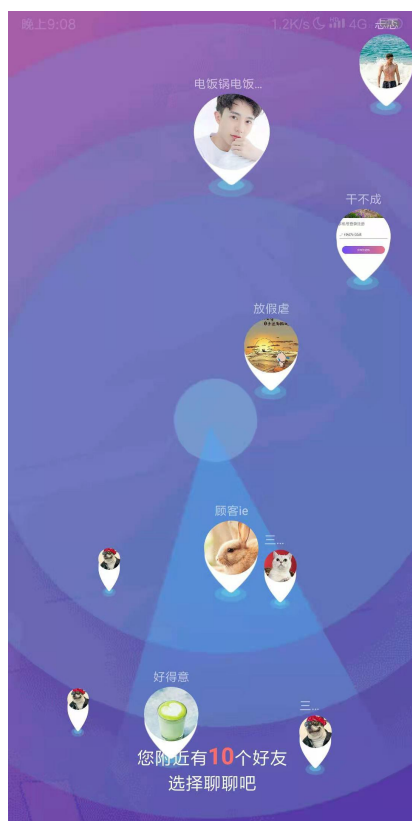 晚上9:08
1.2K/s 4G
电饭锅电饭...
干不成
放假虐
顾客ie
三...
好得意
三...
您附近有10个好友
选择聊聊吧